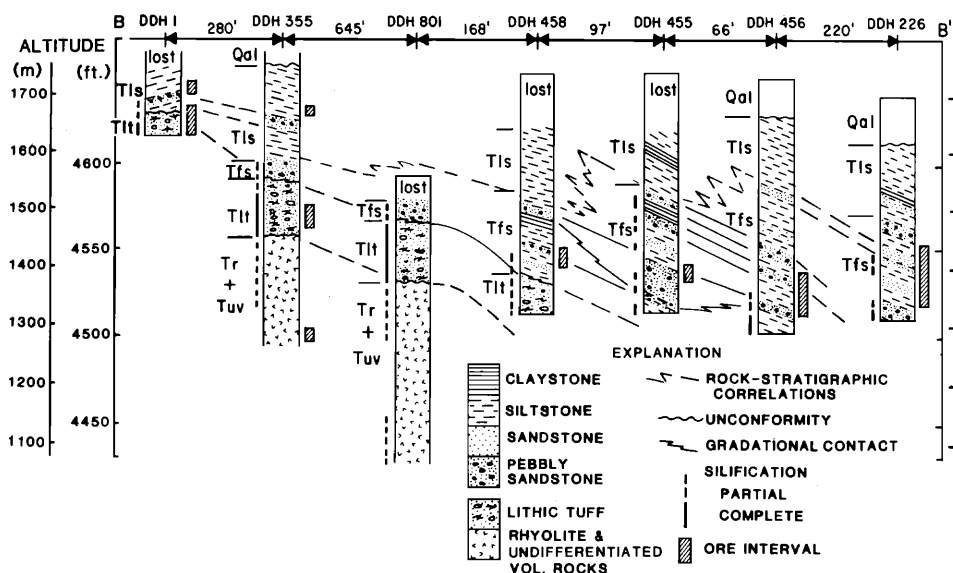 B DDH 1 DDH 355 DDH 801 DDH 458 DDH 455 DDH 456 DDH 226 B'
280' 645' 168' 97' 66' 220'
ALTITUDE
(m) (ft.)
lost Qal lost lost Qal Qal
1700
Tls
Tlt
Tls Tls Tls Tls Tls
1600 4600
Tfs lost
1500 Tfs Tfs Tfs
Tlt
4550 Tlt
1400 Tr Tlt Tfs
+
Tuv
1300 4500 Tr
+
Tuv
1200
4450
1100
EXPLANATION
CLAYSTONE
SILTSTONE
SANDSTONE
PEBBLY
SANDSTONE
LITHIC TUFF
RHYOLITE &
UNDIFFERENTIATED
VOL. ROCKS
ROCK-STRATIGRAPHIC
CORRELATIONS
UNCONFORMITY
GRADATIONAL CONTACT
SILIFICATION
PARTIAL
COMPLETE
ORE INTERVAL